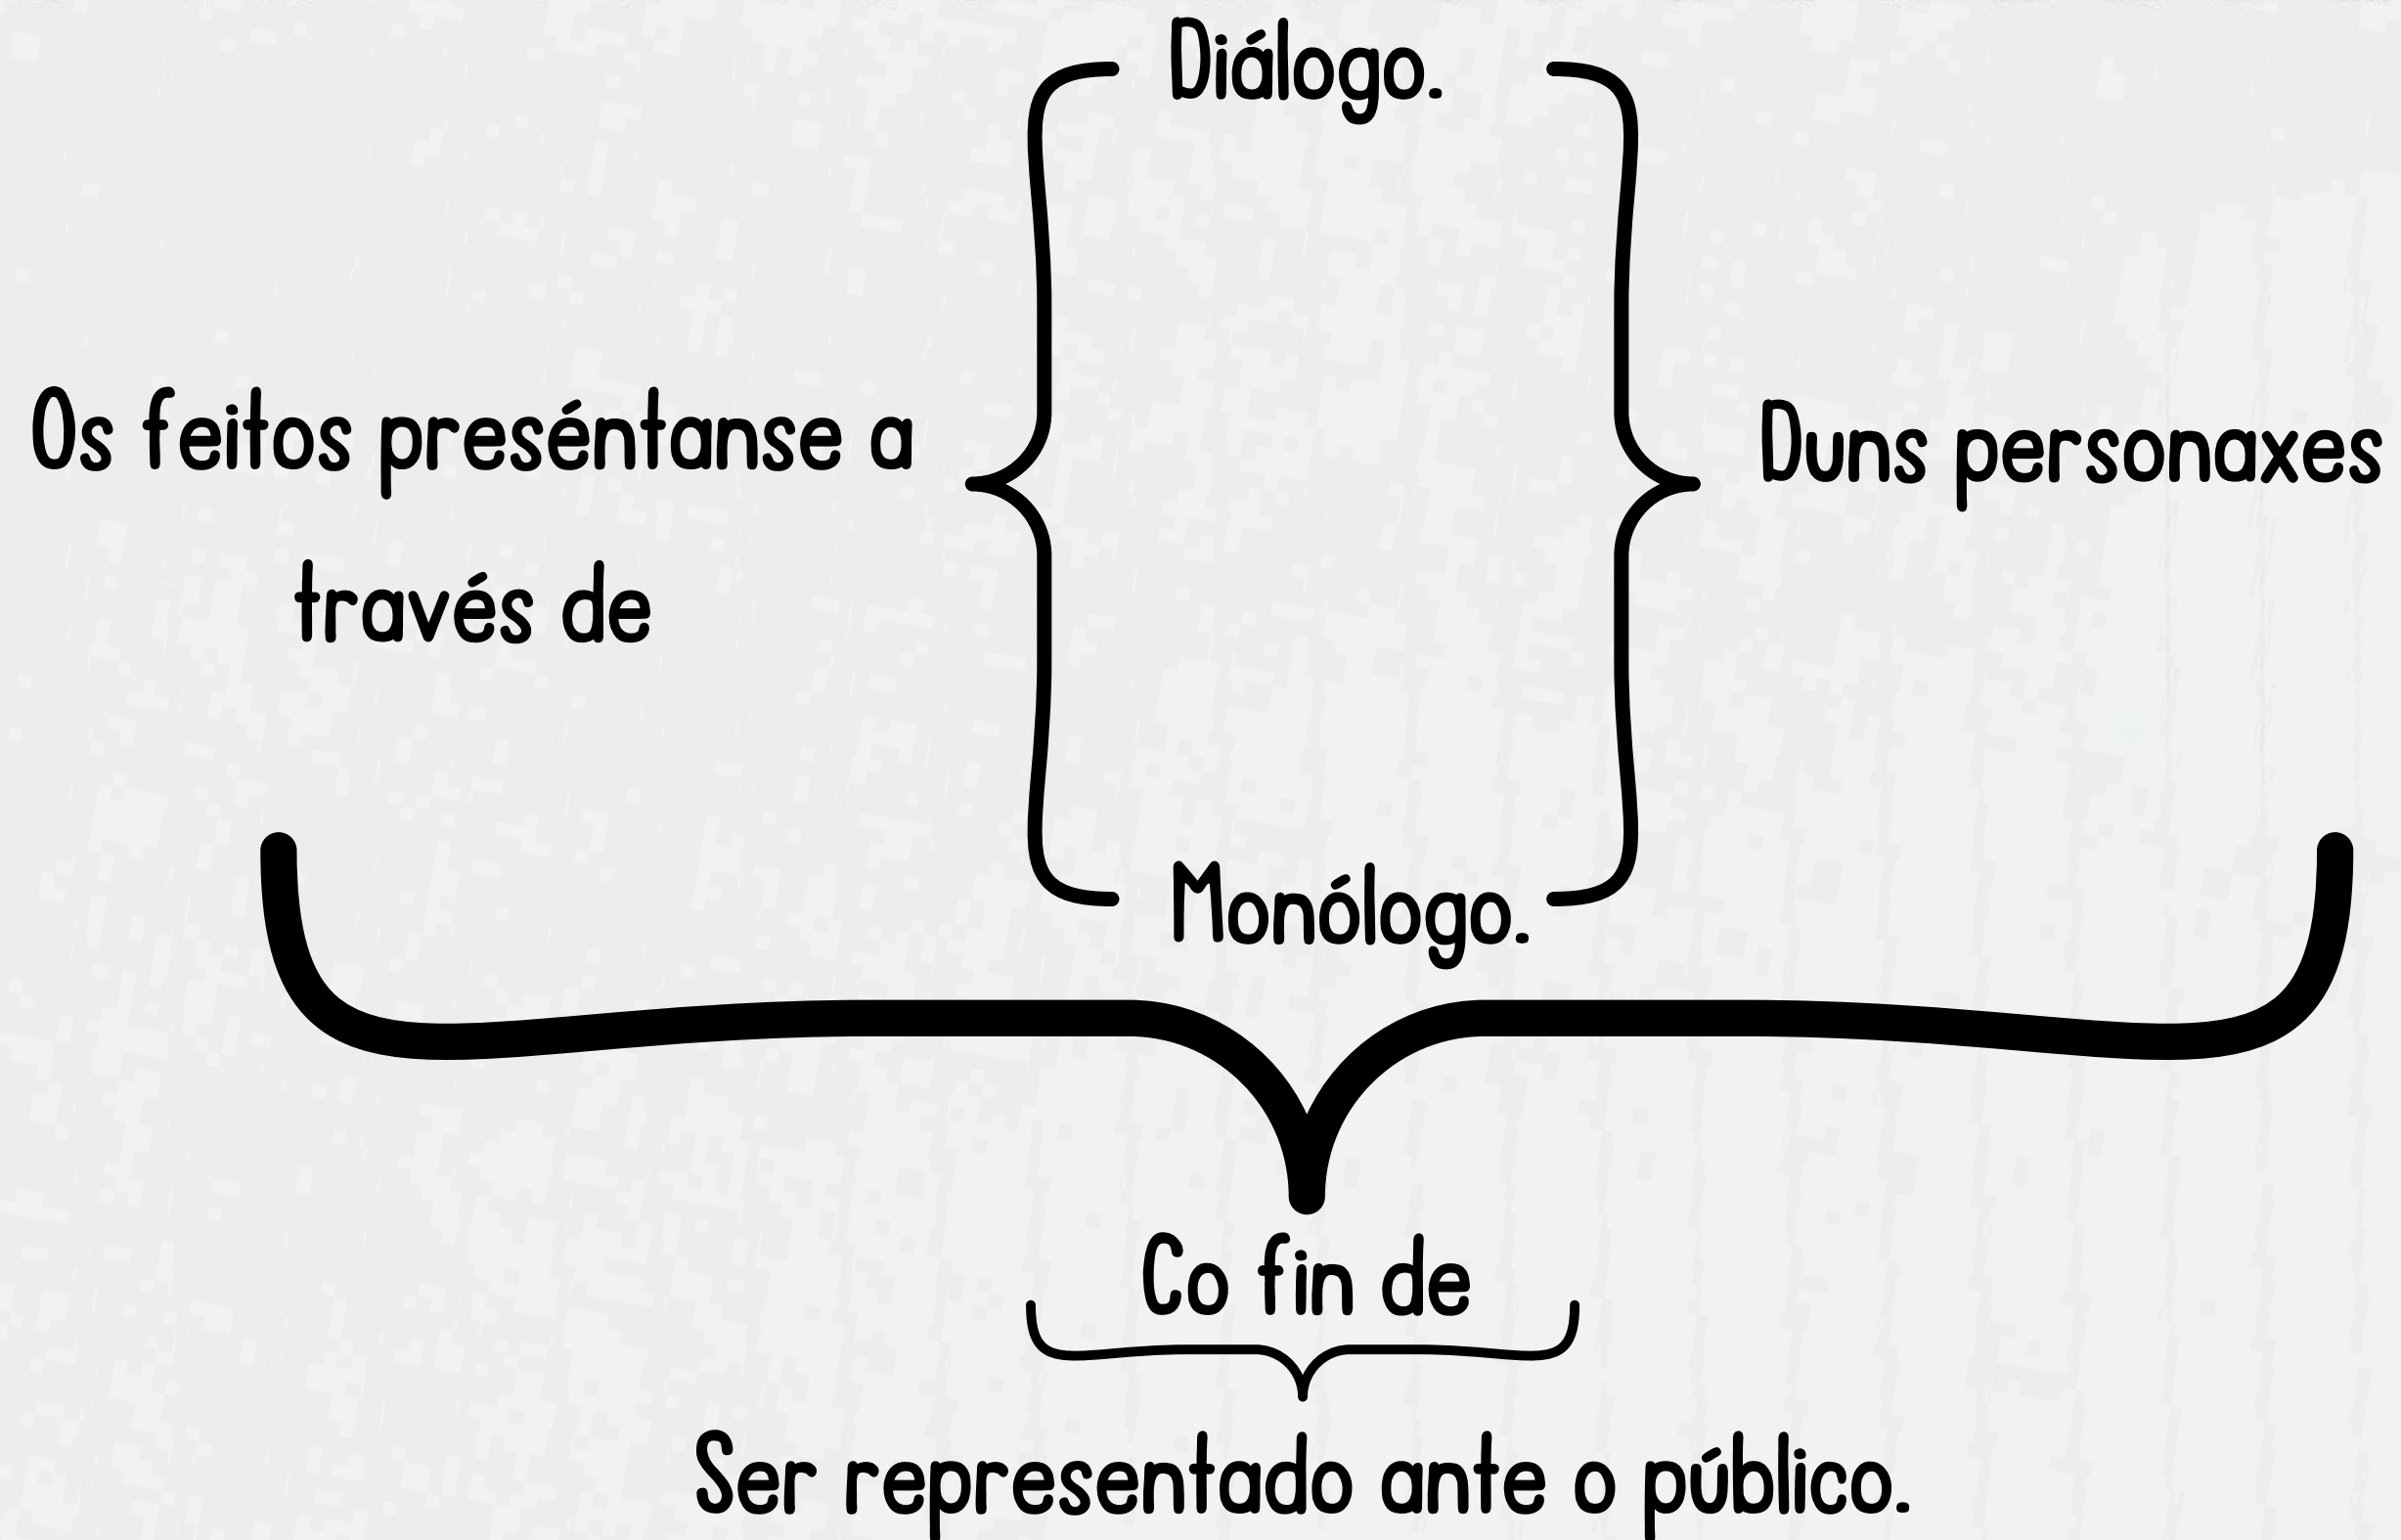 Diálogo.
Os feitos preséntanse a
través de
Duns personaxes
Monólogo.
Co fin de
Ser representado ante o público.